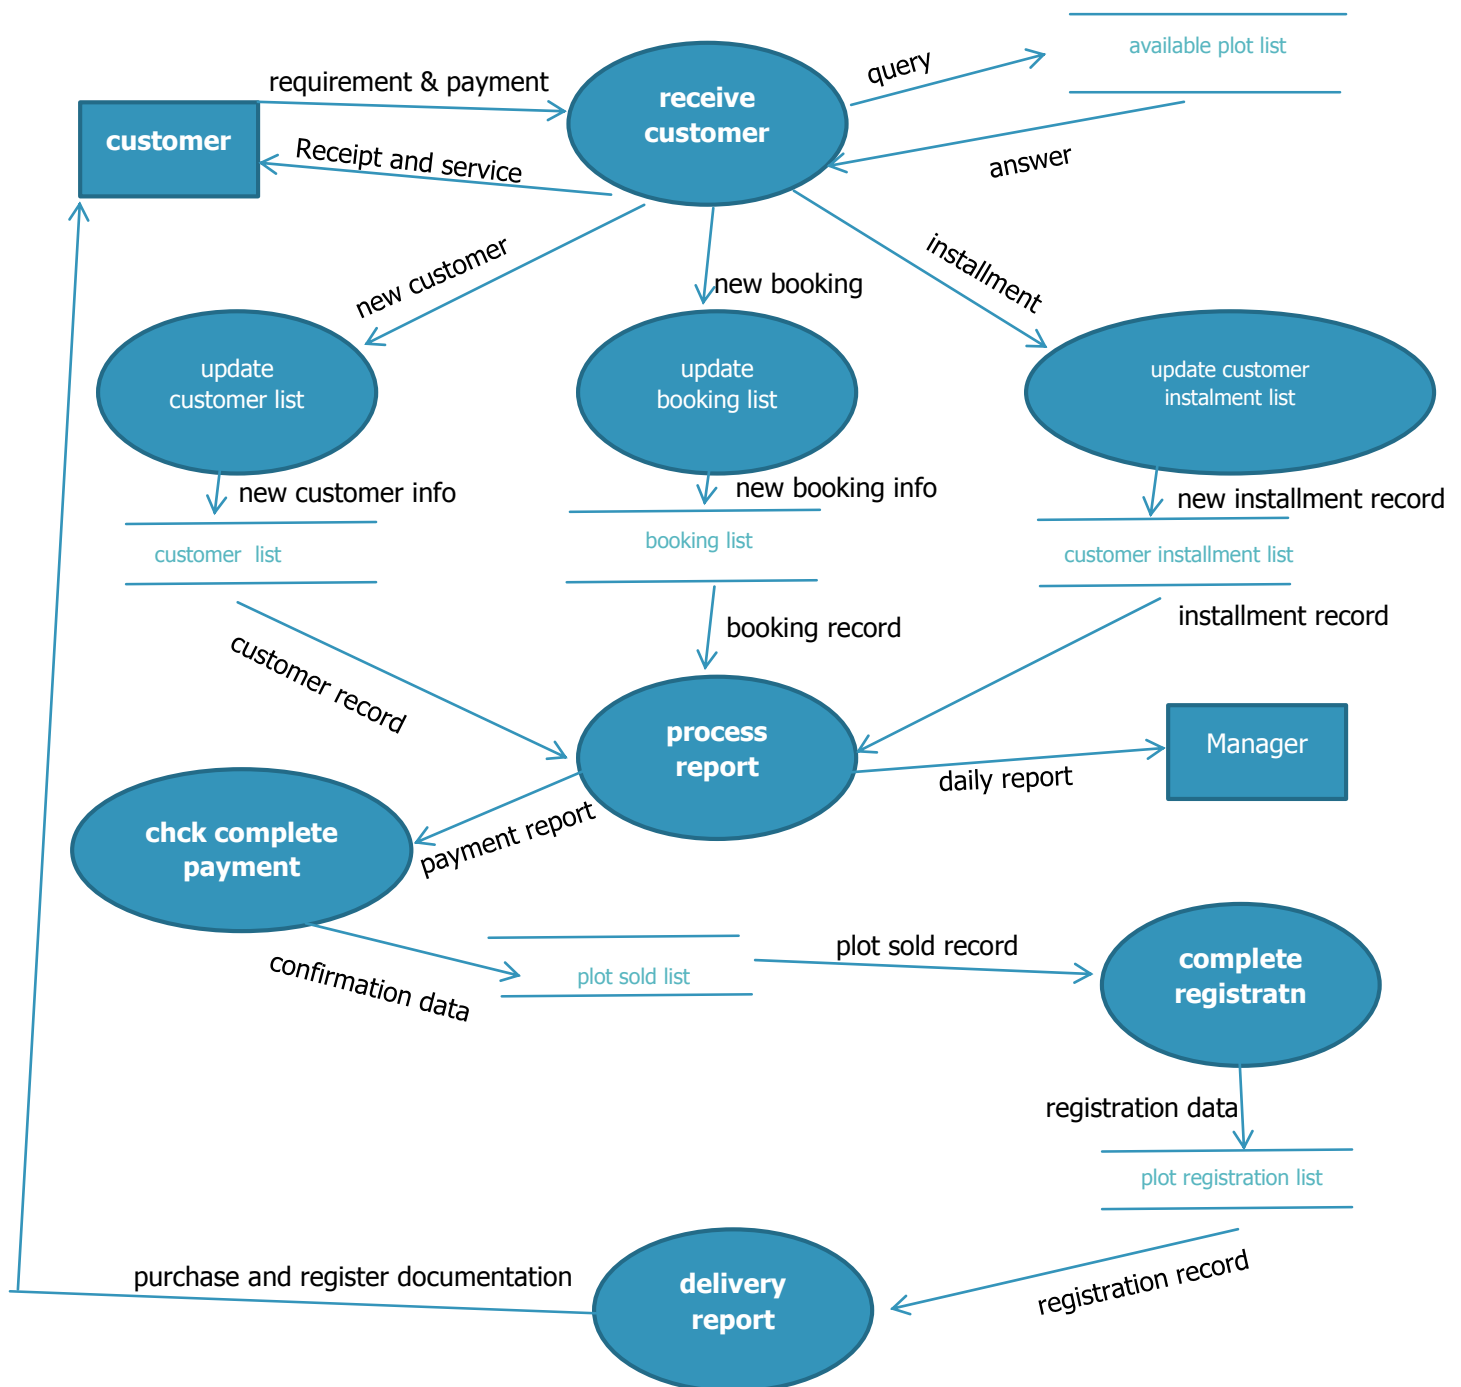 available plot list
query
requirement & payment
receive
customer
customer
Receipt and service
answer
new customer
new booking
installment
update
customer list
update
booking list
update customer
instalment list
new customer info
new booking info
new installment record
customer list
booking list
customer installment list
customer record
booking record
installment record
process
report
Manager
daily report
payment report
chck complete
payment
confirmation data
plot sold list
plot sold record
complete
registratn
registration data
plot registration list
registration record
purchase and register documentation
delivery
report